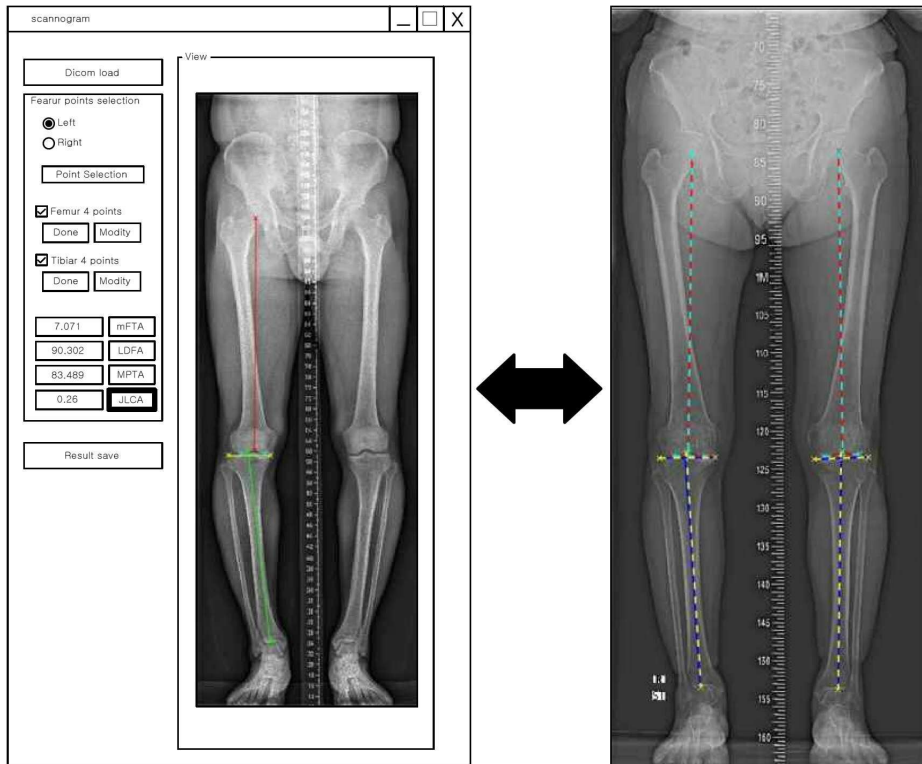 scannogram
X
Dicom load
View
Fearur points selection
Left
Right
Point Selection
Femur 4 points
Done Modity
Tibiar 4 points
Done Modity
7.071 mFTA
90.302 LDFA
83.489 MPTA
0.26 JLCA
Result save
70
75
80
85
90
95
1M
105
110
115
120
125
130
135
140
145
150
155
160
R
ST